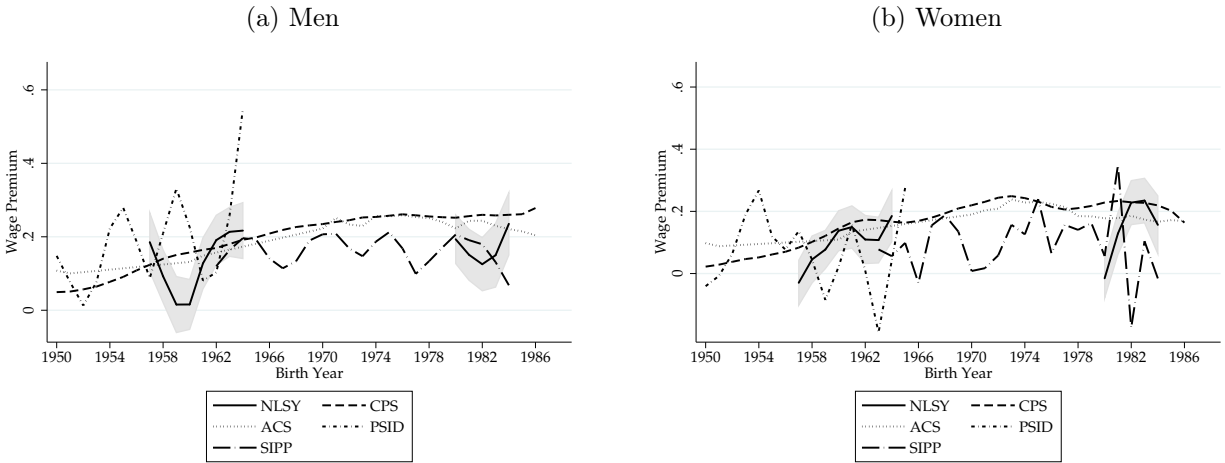 (a) Men
Wage Premium
.6
.4
.2
0
1950 1954 1958 1962 1966 1970 1974 1978 1982 1986
Birth Year
NLSY CPS
ACS PSID
SIPP
(b) Women
Wage Premium
.6
.4
.2
0
1950 1954 1958 1962 1966 1970 1974 1978 1982 1986
Birth Year
NLSY CPS
ACS PSID
SIPP